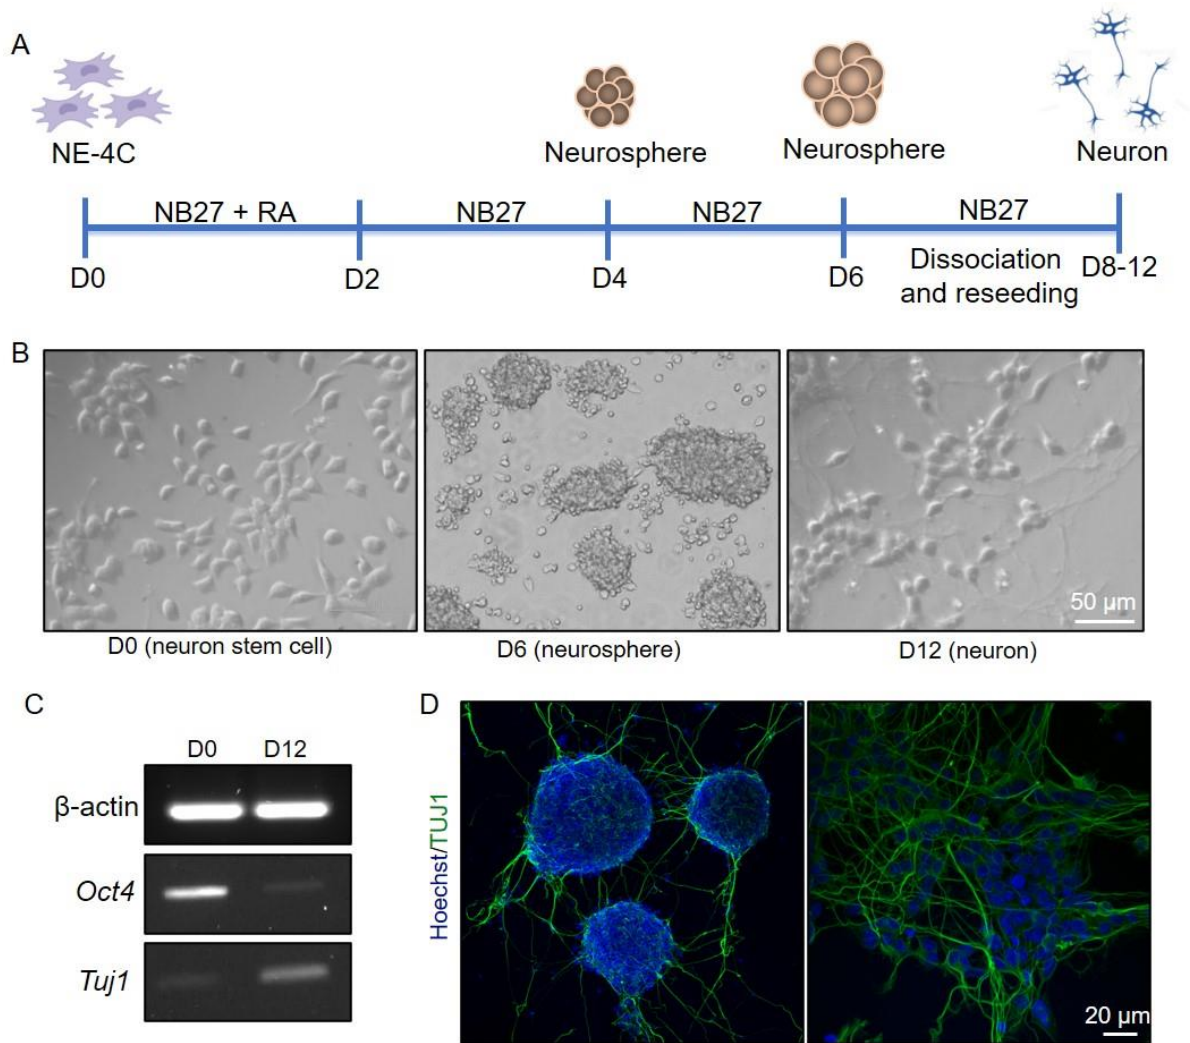 A
NE-4C
Neurosphere
Neurosphere
Neuron
NB27 + RA
NB27
NB27
NB27
D0
D2
D4
D6
Dissociation
and reseeding
D8-12
B
50 µm
D0 (neuron stem cell)
D6 (neurosphere)
D12 (neuron)
C
D0
D12
β-actin
Oct4
Tuj1
D
Hoechst/TUJ1
20 µm